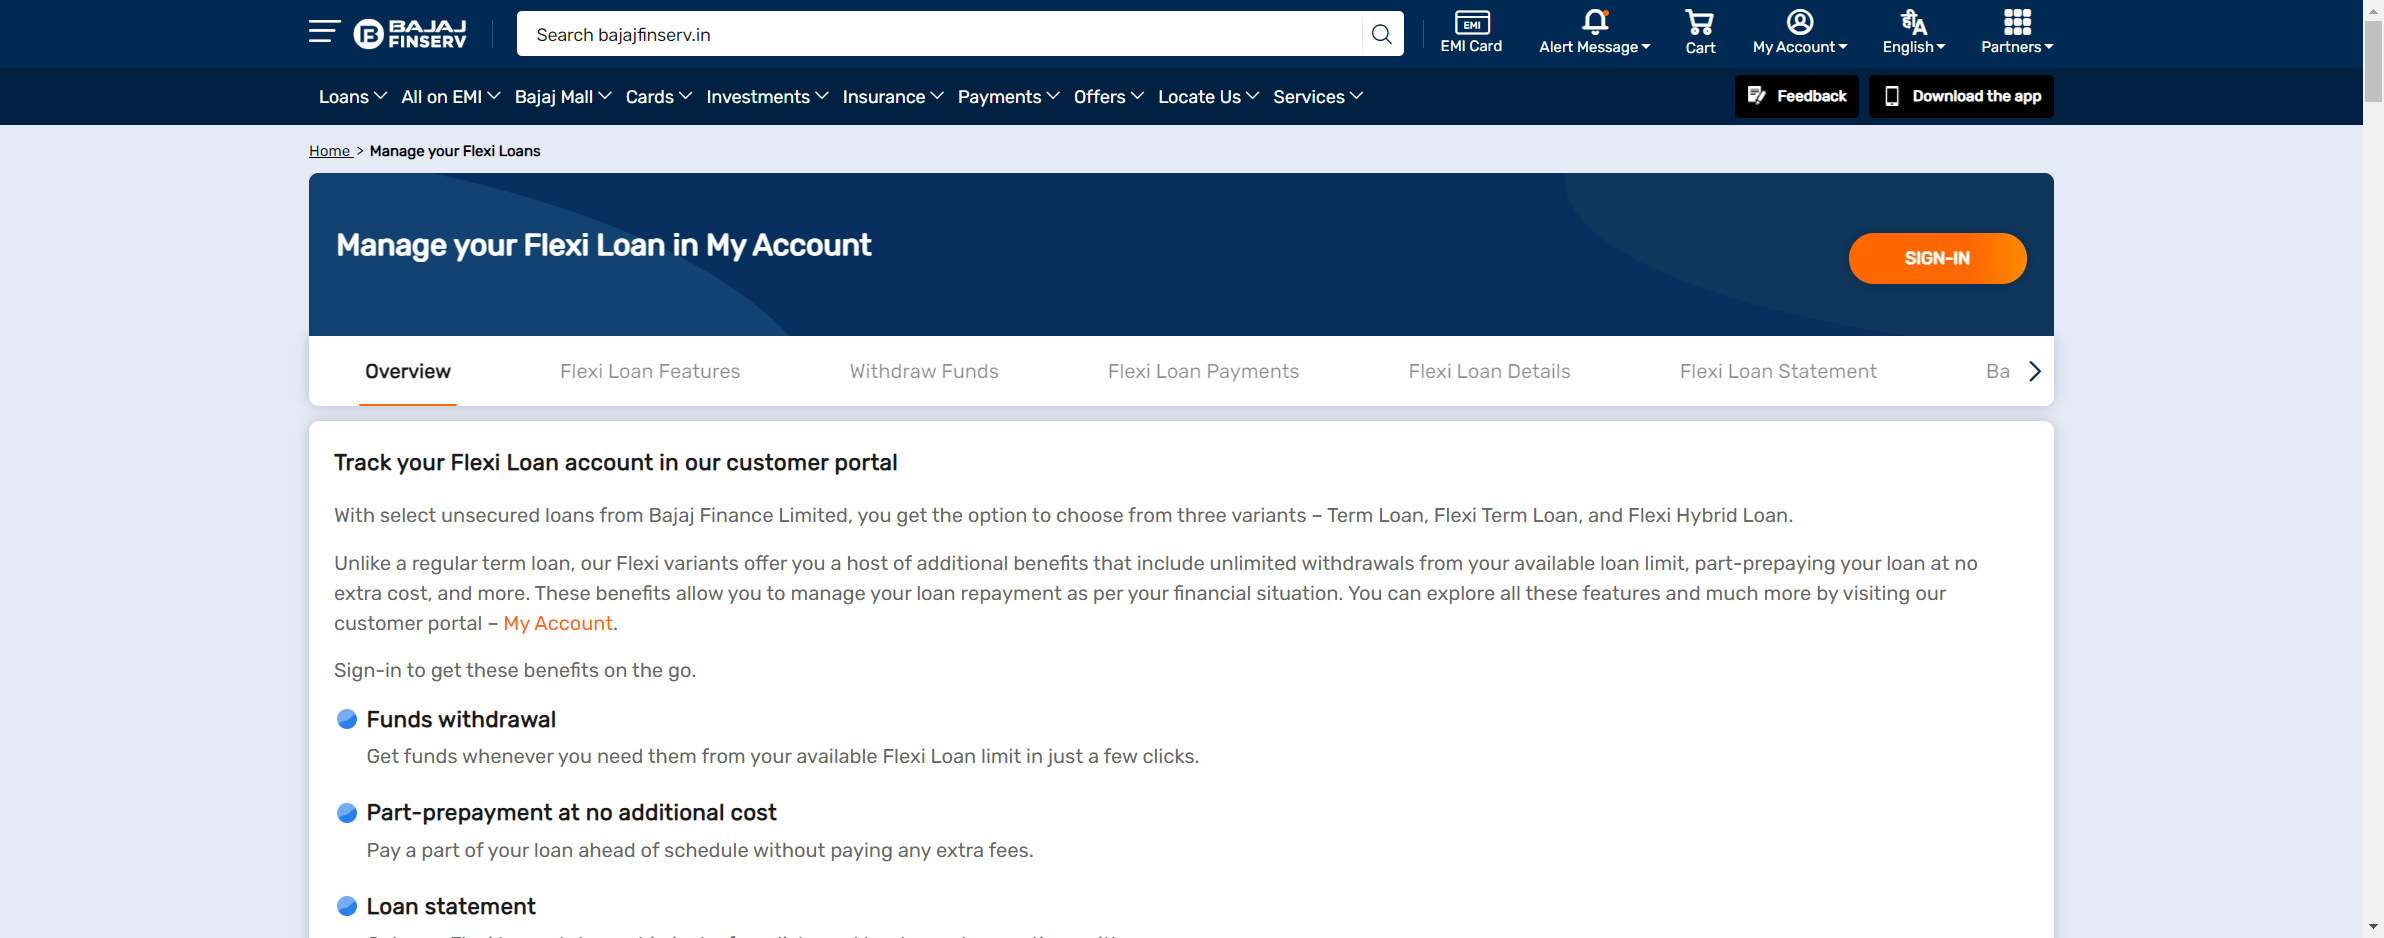 BAJAJ
FINSERV
Search bajajfinserv.in
EMI
EMI Card
Alert Message
Cart
My Account
हीA
English
Partners
Loans All on EMI Bajaj Mall Cards Investments Insurance Payments Offers Locate Us Services
Feedback
Download the app
Home > Manage your Flexi Loans
Manage your Flexi Loan in My Account
SIGN-IN
Overview Flexi Loan Features Withdraw Funds Flexi Loan Payments Flexi Loan Details Flexi Loan Statement Ba
Track your Flexi Loan account in our customer portal
With select unsecured loans from Bajaj Finance Limited, you get the option to choose from three variants – Term Loan, Flexi Term Loan, and Flexi Hybrid Loan.
Unlike a regular term loan, our Flexi variants offer you a host of additional benefits that include unlimited withdrawals from your available loan limit, part-prepaying your loan at no
extra cost, and more. These benefits allow you to manage your loan repayment as per your financial situation. You can explore all these features and much more by visiting our
customer portal – My Account.
Sign-in to get these benefits on the go.
Funds withdrawal
Get funds whenever you need them from your available Flexi Loan limit in just a few clicks.
Part-prepayment at no additional cost
Pay a part of your loan ahead of schedule without paying any extra fees.
Loan statement